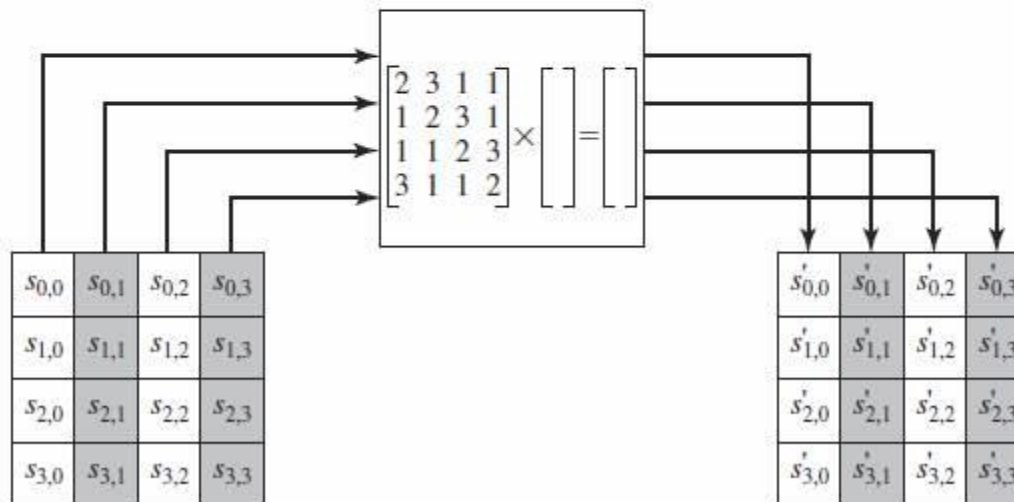 2 3 1 1
1 2 3 1
1 1 2 3
3 1 1 2
× =
s0,0 s0,1 s0,2 s0,3
s1,0 s1,1 s1,2 s1,3
s2,0 s2,1 s2,2 s2,3
s3,0 s3,1 s3,2 s3,3
s'0,0 s'0,1 s'0,2 s'0,3
s'1,0 s'1,1 s'1,2 s'1,3
s'2,0 s'2,1 s'2,2 s'2,3
s'3,0 s'3,1 s'3,2 s'3,3